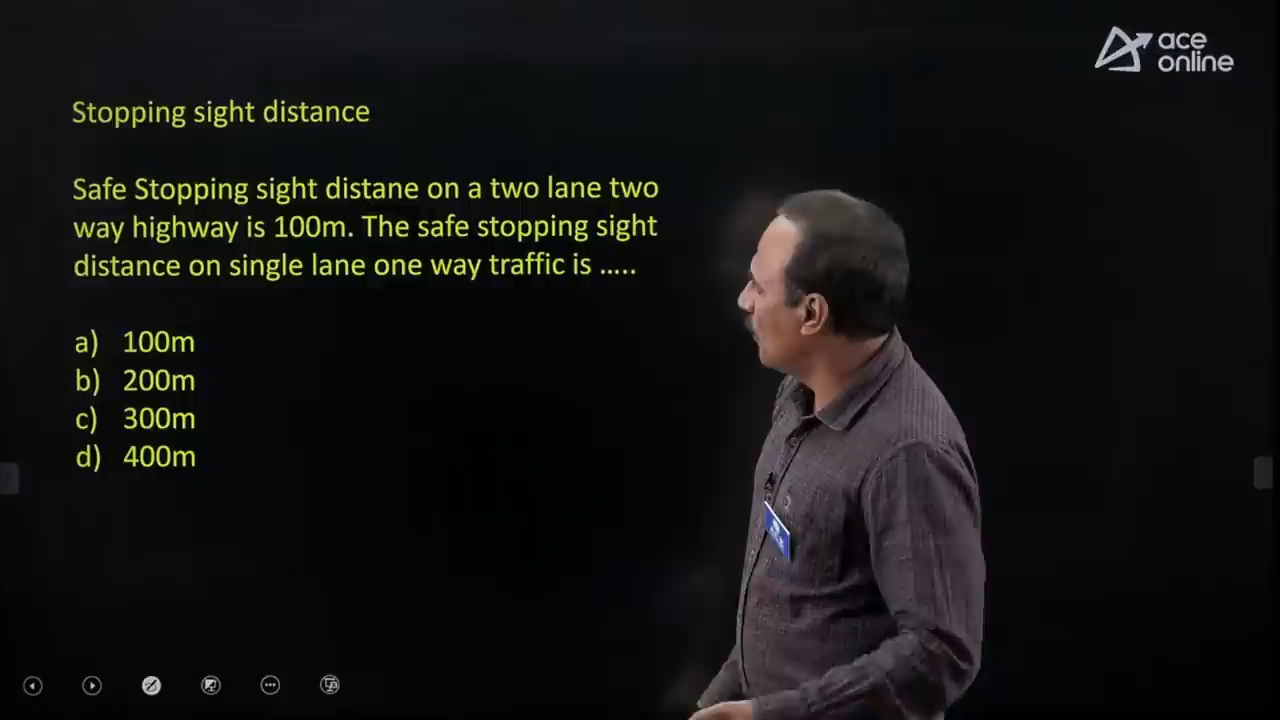 ace
online
Stopping sight distance
Safe Stopping sight distane on a two lane two
way highway is 100m. The safe stopping sight
distance on single lane one way traffic is .....
a) 100m
b) 200m
c) 300m
d) 400m